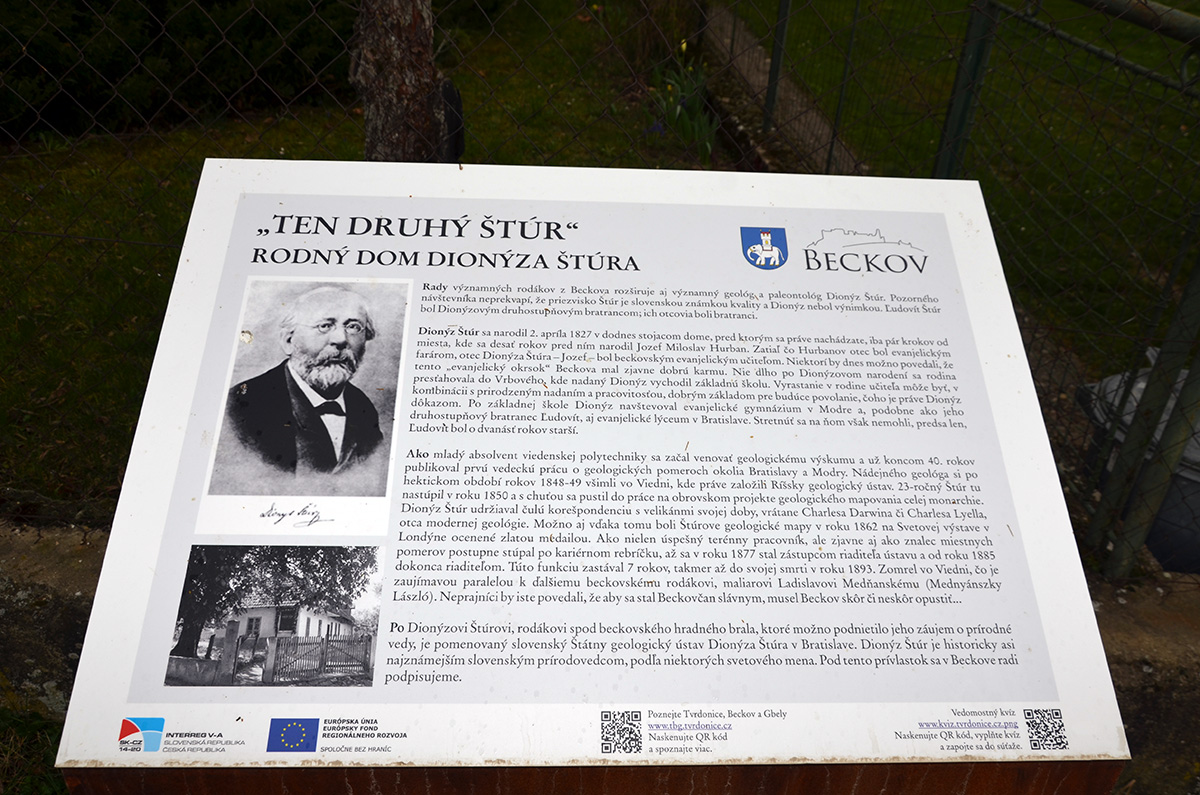 „TEN DRUHÝ ŠTÚR“
RODNÝ DOM DIONÝZA ŠTÚRA
BECKOV
Rady významných rodákov z Beckova rozširuje aj významný geológ a paleontológ Dionýz Štúr. Pozorného
návštevníka neprekvapí, že priezvisko Štúr je slovenskou známkou kvality a Dionýz nebol výnimkou. Ľudovít Štúr
bol Dionýzovým druhostupňovým bratrancom; ich otcovia boli bratranci.
Dionýz Štúr sa narodil 2. apríla 1827 v dodnes stojacom dome, pred ktorým sa práve nachádzate, iba pár krokov od
miesta, kde sa desať rokov pred ním narodil Jozef Miloslav Hurban. Zatiaľ čo Hurbanov otec bol evanjelickým
farárom, otec Dionýza Štúra – Jozef – bol beckovským evanjelickým učiteľom. Niektorí by dnes možno povedali, že
tento „evanjelický okrsok“ Beckova mal zjavne dobrú karmu. Nie dlho po Dionýzovom narodení sa rodina
presťahovala do Vrbového, kde nadaný Dionýz vychodil základnú školu. Vyrastanie v rodine učiteľa môže byť, v
kombinácii s prirodzeným nadaním a pracovitosťou, dobrým základom pre budúce povolanie, čoho je práve Dionýz
dôkazom. Po základnej škole Dionýz navštevoval evanjelické gymnázium v Modre a, podobne ako jeho
druhostupňový bratranec Ľudovít, aj evanjelické lýceum v Bratislave. Stretnúť sa na ňom však nemohli, predsa len,
Ľudovít bol o dvanásť rokov starší.
Ako mladý absolvent viedenskej polytechniky sa začal venovať geologickému výskumu a už koncom 40. rokov
publikoval prvú vedeckú prácu o geologických pomeroch okolia Bratislavy a Modry. Nádejného geológa si po
hektickom období rokov 1848-49 všimli vo Viedni, kde práve založili Ríšsky geologický ústav. 23-ročný Štúr tu
nastúpil v roku 1850 a s chuťou sa pustil do práce na obrovskom projekte geologického mapovania celej monarchie.
Dionýz Štúr udržiaval čulú korešpondenciu s velikánmi svojej doby, vrátane Charlesa Darwina či Charlesa Lyella,
otca modernej geológie. Možno aj vďaka tomu boli Štúrove geologické mapy v roku 1862 na Svetovej výstave v
Londýne ocenené zlatou medailou. Ako nielen úspešný terénny pracovník, ale zjavne aj ako znalec miestnych
pomerov postupne stúpal po kariérnom rebríčku, až sa v roku 1877 stal zástupcom riaditeľa ústavu a od roku 1885
dokonca riaditeľom. Túto funkciu zastával 7 rokov, takmer až do svojej smrti v roku 1893. Zomrel vo Viedni, čo je
zaujímavou paralelou k ďalšiemu beckovskému rodákovi, maliarovi Ladislavovi Medňanskému (Mednyánszky
László). Neprajníci by iste povedali, že aby sa stal Beckovčan slávnym, musel Beckov skôr či neskôr opustiť...
Po Dionýzovi Štúrovi, rodákovi spod beckovského hradného brala, ktoré možno podnietilo jeho záujem o prírodné
vedy, je pomenovaný slovenský Štátny geologický ústav Dionýza Štúra v Bratislave. Dionýz Štúr je historicky asi
najznámejším slovenským prírodovedcom, podľa niektorých svetového mena. Pod tento prívlastok sa v Beckove radi
podpisujeme.
Dionys Štúr
SK-CZ
14-20
INTERREG V-A
SLOVENSKÁ REPUBLIKA
ČESKÁ REPUBLIKA
EURÓPSKA ÚNIA
EURÓPSKY FOND
REGIONÁLNEHO ROZVOJA
SPOLOČNE BEZ HRANÍC
Poznejte Tvrdonice, Beckov a Gbely
www.tbg.tvrdonice.cz
Naskenujte QR kód
a spoznajte viac.
Vedomostný kvíz
www.kviz.tvrdonice.cz.png
Naskenujte QR kód, vyplňte kvíz
a zapojte sa do súťaže.